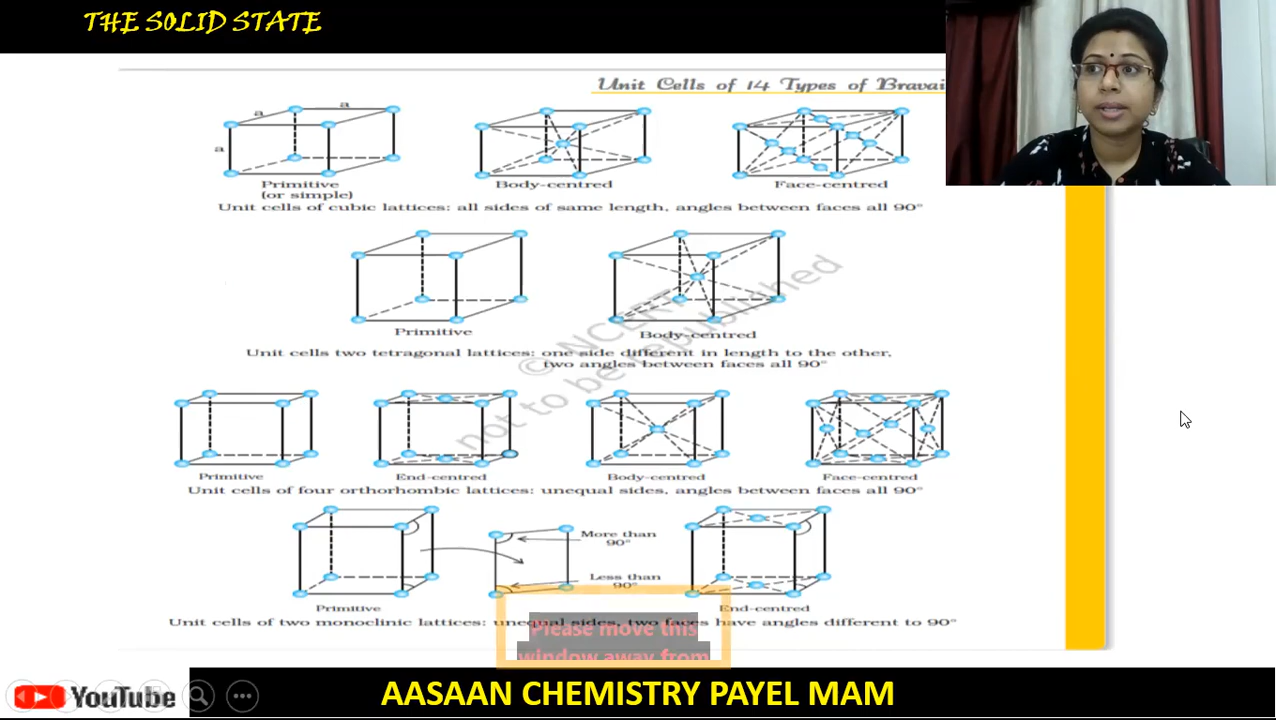 THE SOLID STATE
Unit Cells of 14 Types of Bravai
a
a
a
Primitive
(or simple)
Body-centred
Face-centred
Unit cells of cubic lattices: all sides of same length, angles between faces all 90°
Primitive
Body-centred
Unit cells two tetragonal lattices: one side different in length to the other,
two angles between faces all 90°
© NCERT
not to be republished
Primitive
End-centred
Body-centred
Face-centred
Unit cells of four orthorhombic lattices: unequal sides, angles between faces all 90°
More than
90°
Less than
90°
Primitive
End-centred
Unit cells of two monoclinic lattices: unequal sides, two faces have angles different to 90°
Please move this
window away from
YouTube
AASAAN CHEMISTRY PAYEL MAM